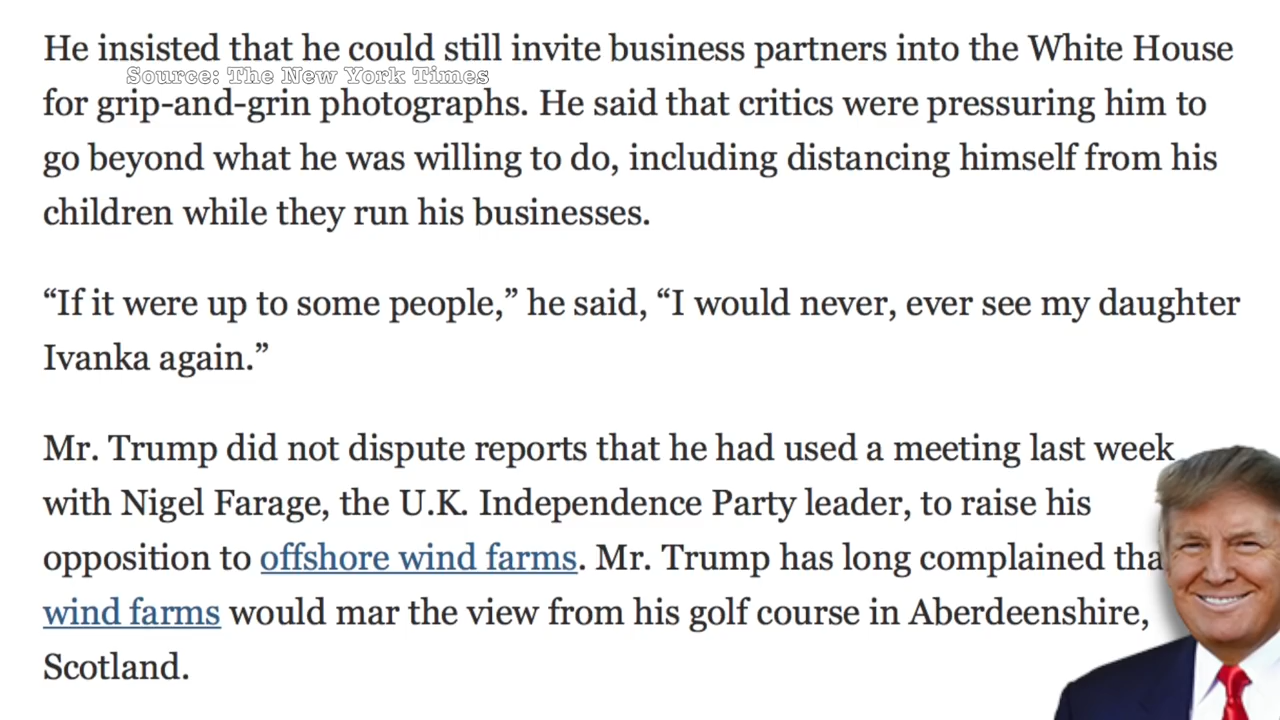 He insisted that he could still invite business partners into the White House
Source: The New York Times
for grip-and-grin photographs. He said that critics were pressuring him to
go beyond what he was willing to do, including distancing himself from his
children while they run his businesses.
“If it were up to some people,” he said, “I would never, ever see my daughter
Ivanka again.”
Mr. Trump did not dispute reports that he had used a meeting last week
with Nigel Farage, the U.K. Independence Party leader, to raise his
opposition to offshore wind farms. Mr. Trump has long complained tha
wind farms would mar the view from his golf course in Aberdeenshire,
Scotland.